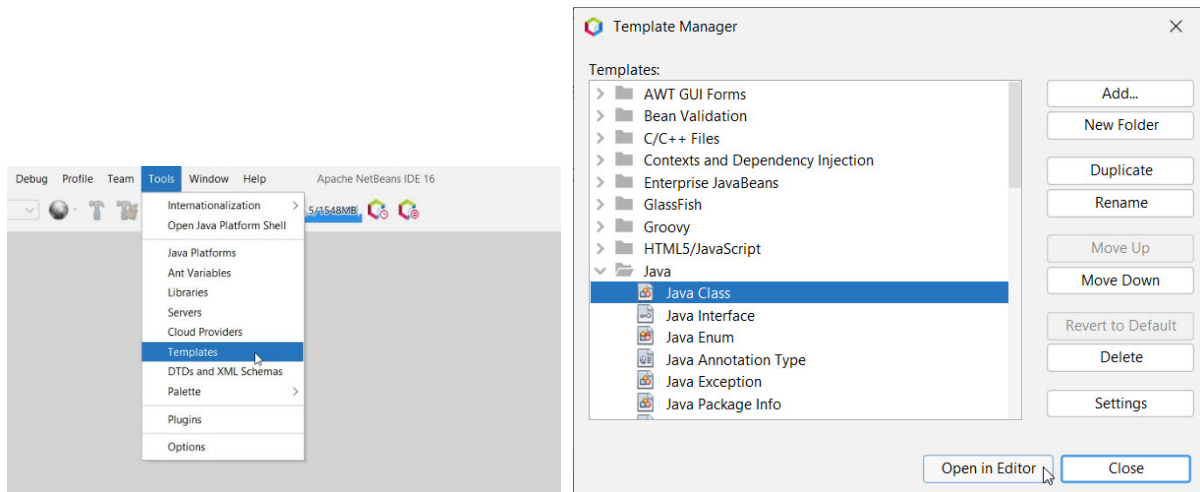 Debug Profile Team Tools Window Help Apache NetBeans IDE 16
.5/1548MB
Internationalization
Open Java Platform Shell
Java Platforms
Ant Variables
Libraries
Servers
Cloud Providers
Templates
DTDs and XML Schemas
Palette
Plugins
Options
Template Manager
Templates:
AWT GUI Forms
Bean Validation
C/C++ Files
Contexts and Dependency Injection
Enterprise JavaBeans
GlassFish
Groovy
HTML5/JavaScript
Java
Java Class
Java Interface
Java Enum
Java Annotation Type
Java Exception
Java Package Info
Add...
New Folder
Duplicate
Rename
Move Up
Move Down
Revert to Default
Delete
Settings
Open in Editor
Close